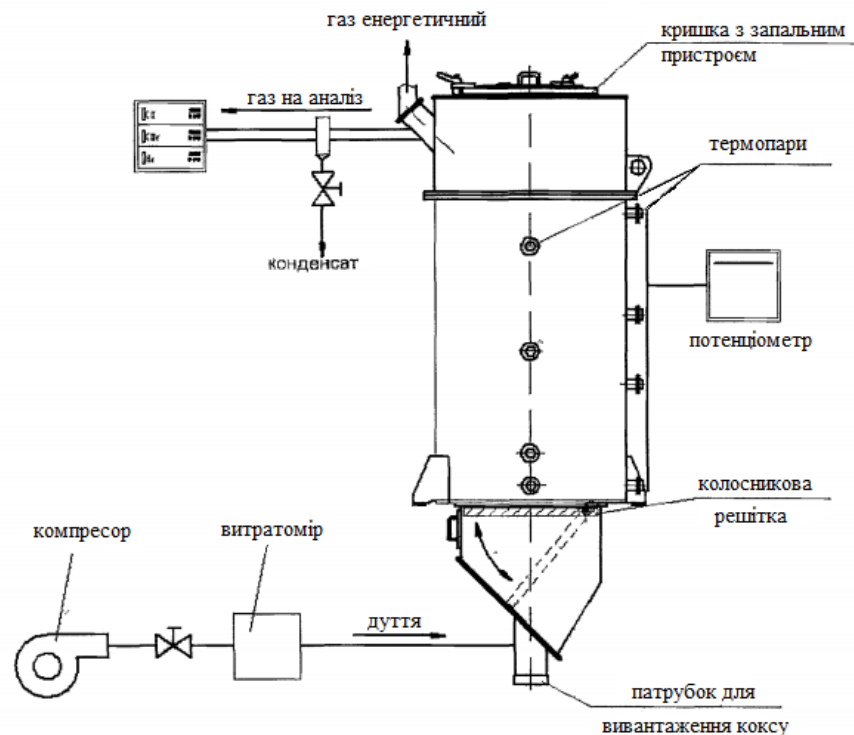 газ енергетичний
кришка з запальним
пристроєм
газ на аналіз
термопари
конденсат
потенціометр
колосникова
решітка
компресор
витратомір
дуття
патрубок для
вивантаження коксу